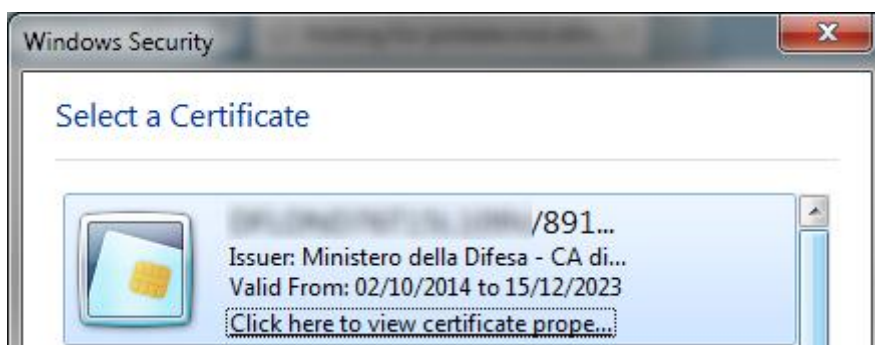 Windows Security
Select a Certificate
/891...
Issuer: Ministero della Difesa - CA di...
Valid From: 02/10/2014 to 15/12/2023
Click here to view certificate prope...